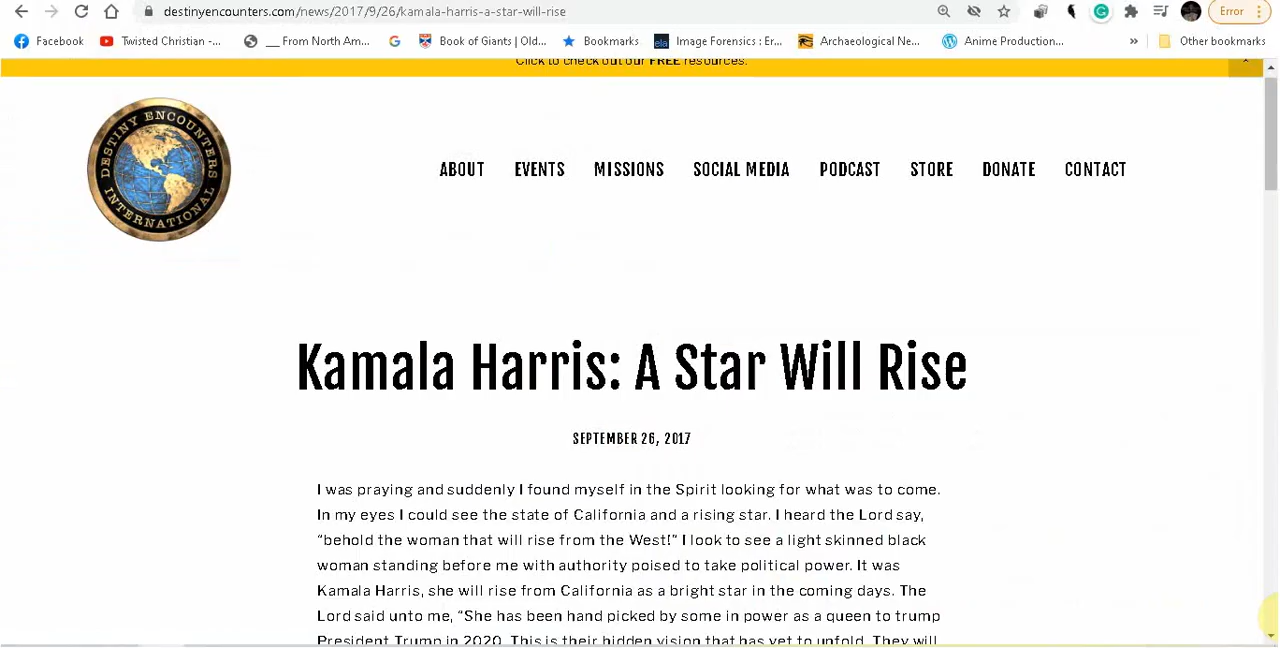 destinyencounters.com/news/2017/9/26/kamala-harris-a-star-will-rise
Error
Facebook
Twisted Christian -...
__ From North Am...
Book of Giants | Old...
Bookmarks
Image Forensics : Er...
Archaeological Ne...
Anime Production...
»
Other bookmarks
Click to check out our FREE resources.
DESTINY ENCOUNTERS
INTERNATIONAL
ABOUT
EVENTS
MISSIONS
SOCIAL MEDIA
PODCAST
STORE
DONATE
CONTACT
Kamala Harris: A Star Will Rise
SEPTEMBER 26, 2017
I was praying and suddenly I found myself in the Spirit looking for what was to come.
In my eyes I could see the state of California and a rising star. I heard the Lord say,
“behold the woman that will rise from the West!” I look to see a light skinned black
woman standing before me with authority poised to take political power. It was
Kamala Harris, she will rise from California as a bright star in the coming days. The
Lord said unto me, “She has been hand picked by some in power as a queen to trump
President Trump in 2020. This is their hidden vision that has yet to unfold. They will